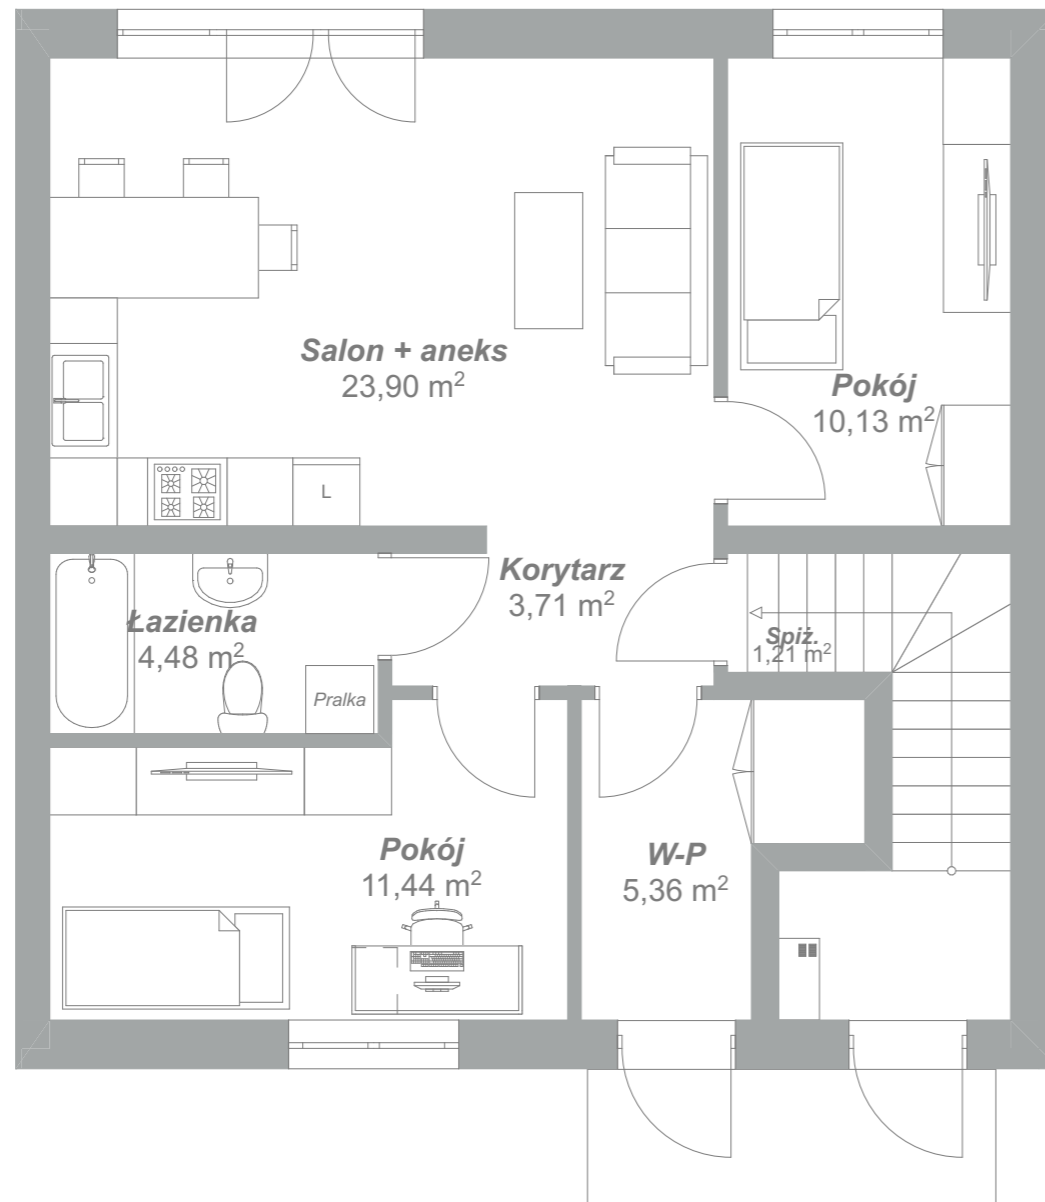 Salon + aneks
23,90 m²
Pokój
10,13 m²
L
Korytarz
3,71 m²
Spiż.
1,21 m²
Łazienka
4,48 m²
Pralka
Pokój
11,44 m²
W-P
5,36 m²